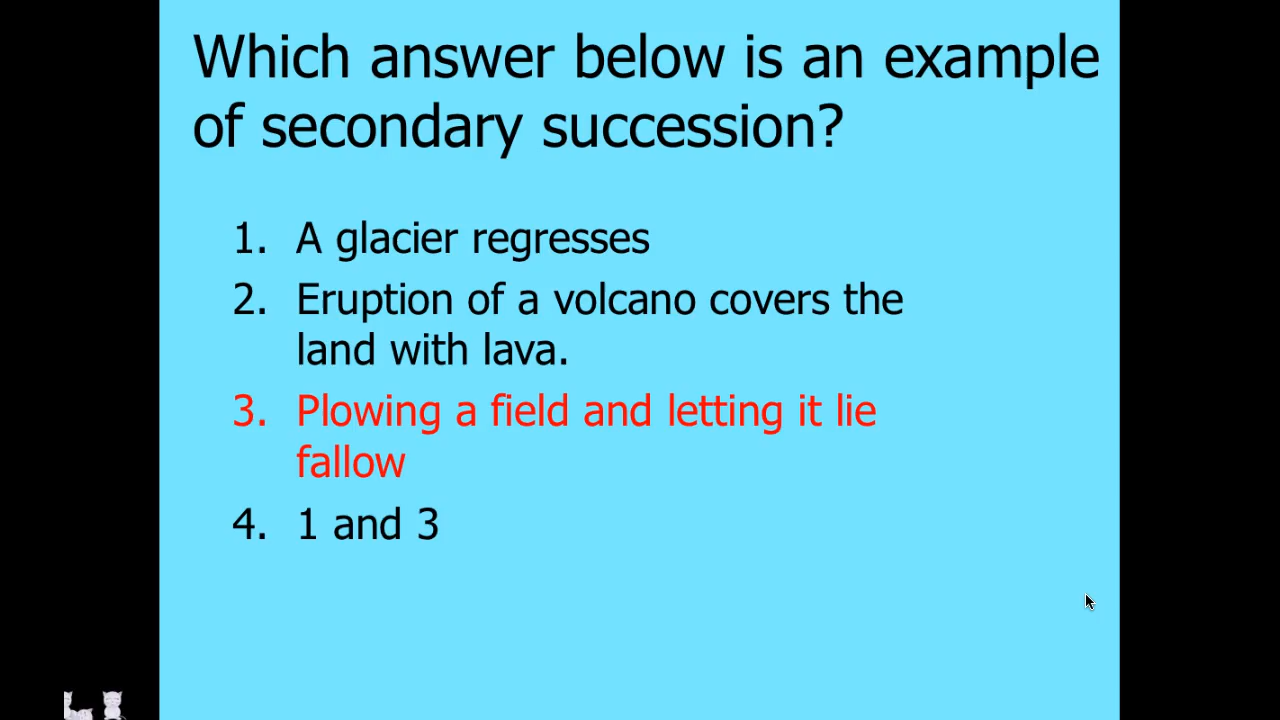 Which answer below is an example
of secondary succession?
1. A glacier regresses
2. Eruption of a volcano covers the
land with lava.
3. Plowing a field and letting it lie
fallow
4. 1 and 3